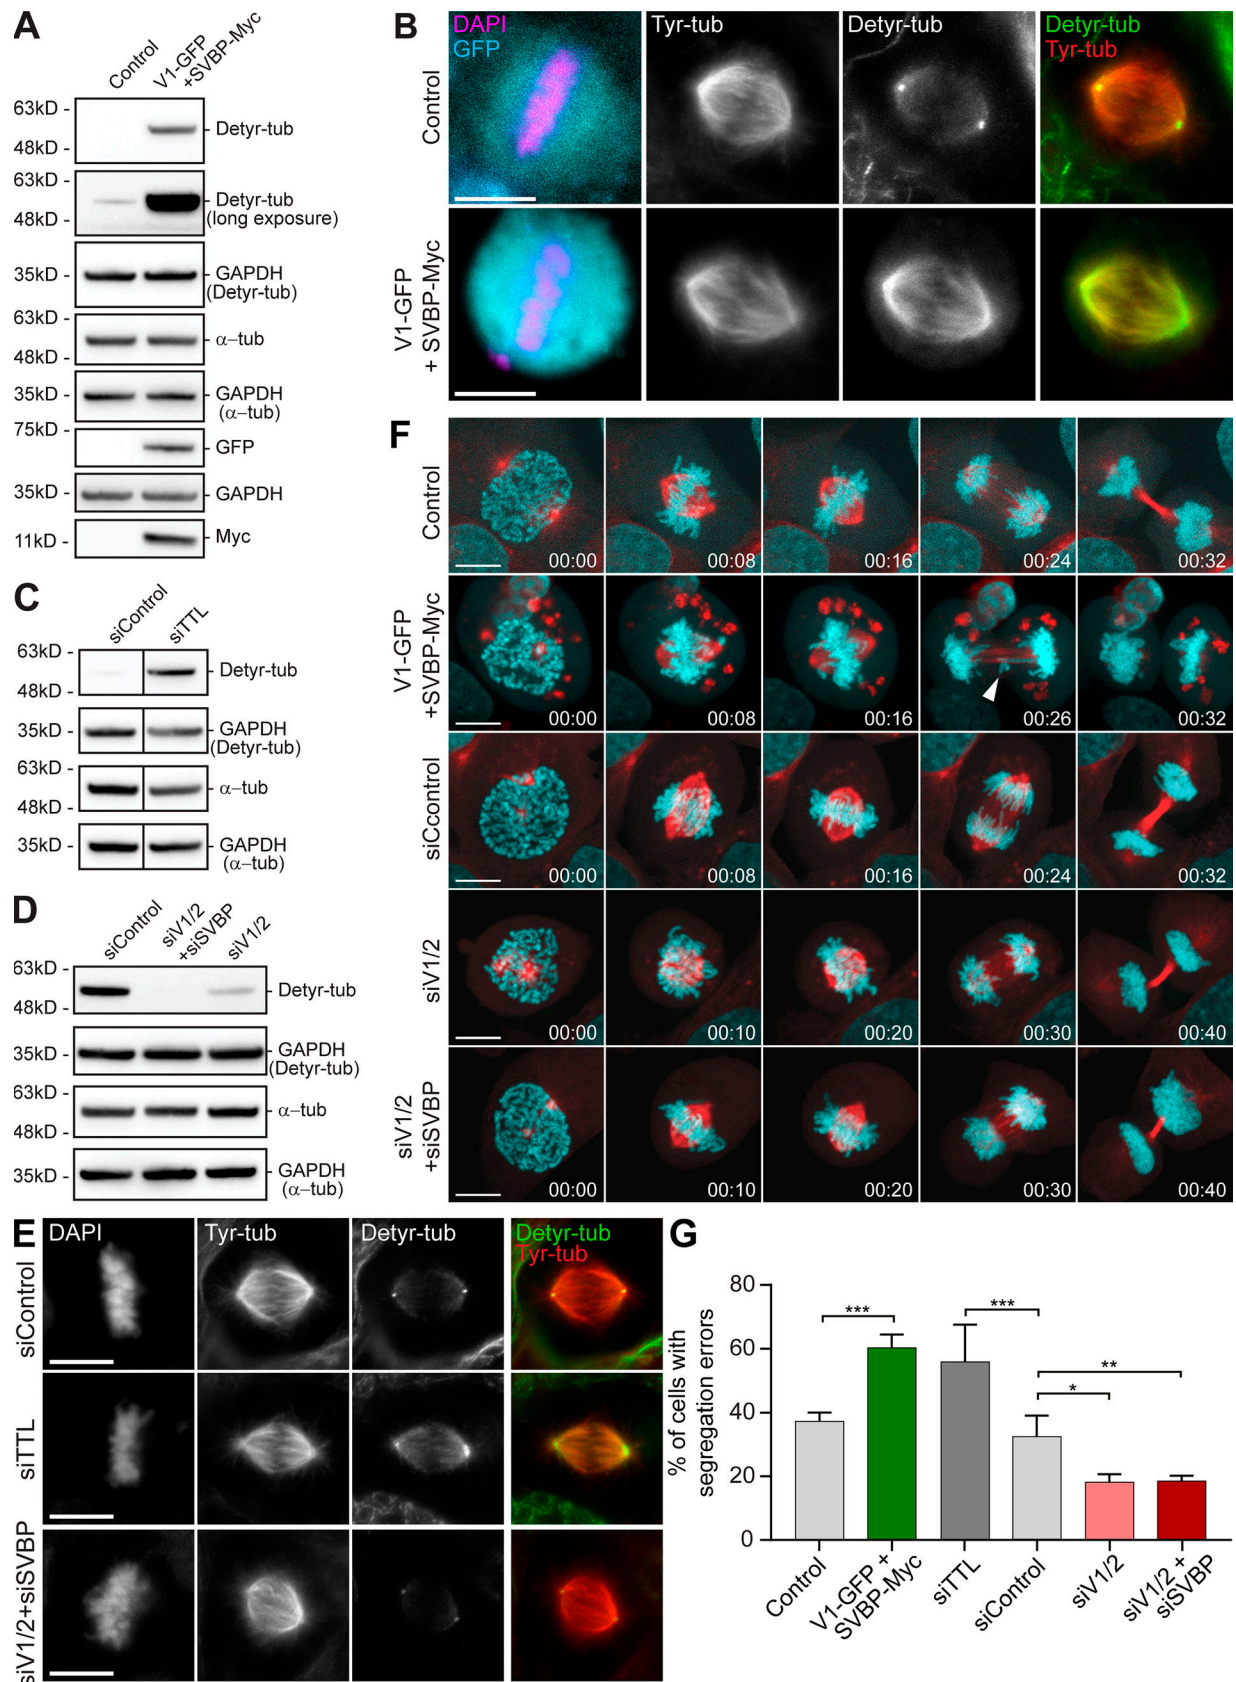 A
Control
V1-GFP
+SVBP-Myc
63kD -
48kD -
- Detyr-tub
63kD -
48kD -
Detyr-tub
(long exposure)
35kD -
GAPDH
(Detyr-tub)
63kD -
48kD -
- α–tub
35kD -
GAPDH
(α–tub)
75kD -
- GFP
35kD -
- GAPDH
11kD -
- Myc
B
DAPI
GFP
Tyr-tub
Detyr-tub
Detyr-tub
Tyr-tub
Control
V1-GFP
+ SVBP-Myc
C
siControl
siTTL
63kD -
48kD -
- Detyr-tub
35kD -
GAPDH
(Detyr-tub)
63kD -
48kD -
- α–tub
35kD -
GAPDH
(α–tub)
D
siControl
siV1/2
+siSVBP
siV1/2
63kD -
48kD -
Detyr-tub
35kD -
GAPDH
(Detyr-tub)
63kD -
48kD -
- α–tub
35kD -
GAPDH
(α–tub)
E
DAPI
Tyr-tub
Detyr-tub
Detyr-tub
Tyr-tub
siControl
siTTL
siV1/2+siSVBP
F
Control
00:00
00:08
00:16
00:24
00:32
V1-GFP
+SVBP-Myc
00:00
00:08
00:16
00:26
00:32
siCcontrol
00:00
00:08
00:16
00:24
00:32
siV1/2
00:00
00:10
00:20
00:30
00:40
siV1/2
+siSVBP
00:00
00:10
00:20
00:30
00:40
G
% of cells with
segregation errors
80
60
40
20
0
***
***
**
*
Control
V1-GFP +
SVBP-Myc
siTTL
siControl
siV1/2
siV1/2 +
siSVBP